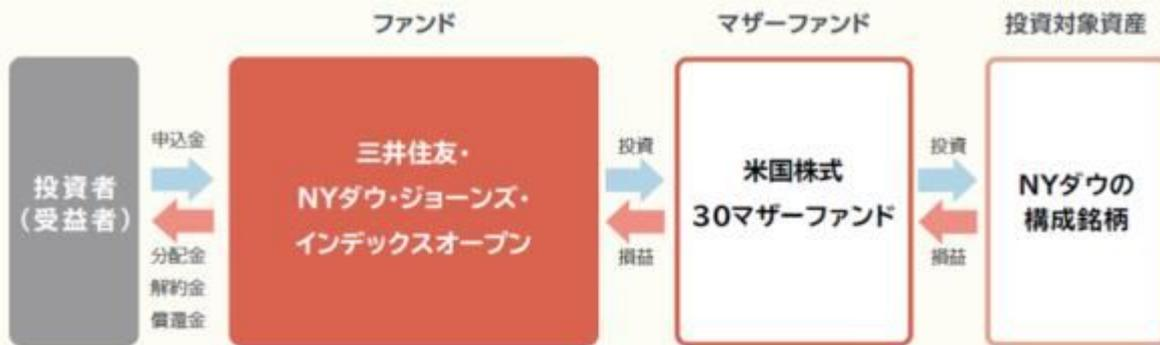 ファンド
マザーファンド
投資対象資産
投資者
(受益者)
申込金
分配金
解約金
償還金
三井住友・
NYダウ・ジョーンズ・
インデックスオープン
投資
損益
米国株式
30マザーファンド
投資
損益
NYダウの
構成銘柄